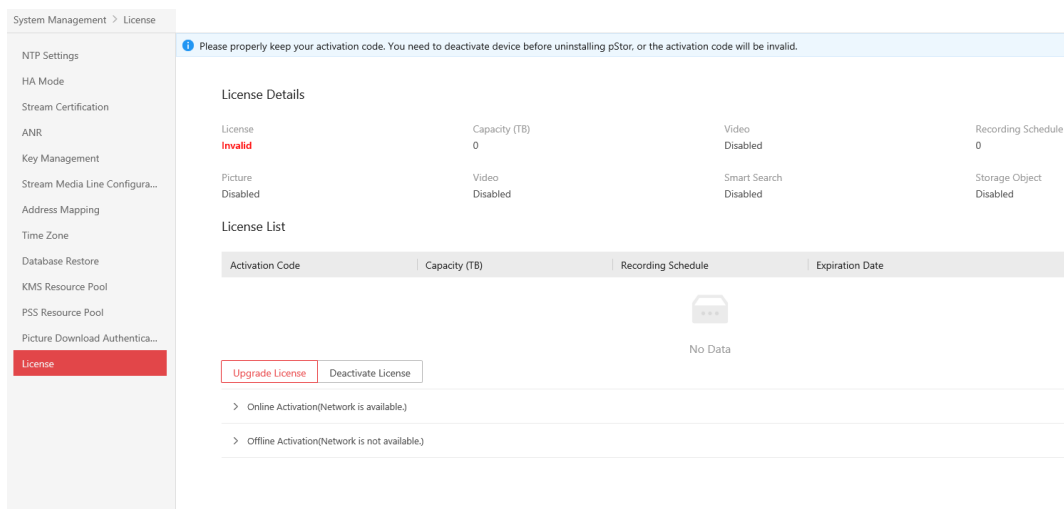 System Management > License
Please properly keep your activation code. You need to deactivate device before uninstalling pStor, or the activation code will be invalid.
NTP Settings
HA Mode
Stream Certification
ANR
Key Management
Stream Media Line Configura...
Address Mapping
Time Zone
Database Restore
KMS Resource Pool
PSS Resource Pool
Picture Download Authentica...
License
License Details
License Capacity (TB) Video Recording Schedule
Invalid 0 Disabled 0
Picture Video Smart Search Storage Object
Disabled Disabled Disabled Disabled
License List
Activation Code Capacity (TB) Recording Schedule Expiration Date
No Data
Upgrade License Deactivate License
Online Activation(Network is available.)
Offline Activation(Network is not available.)